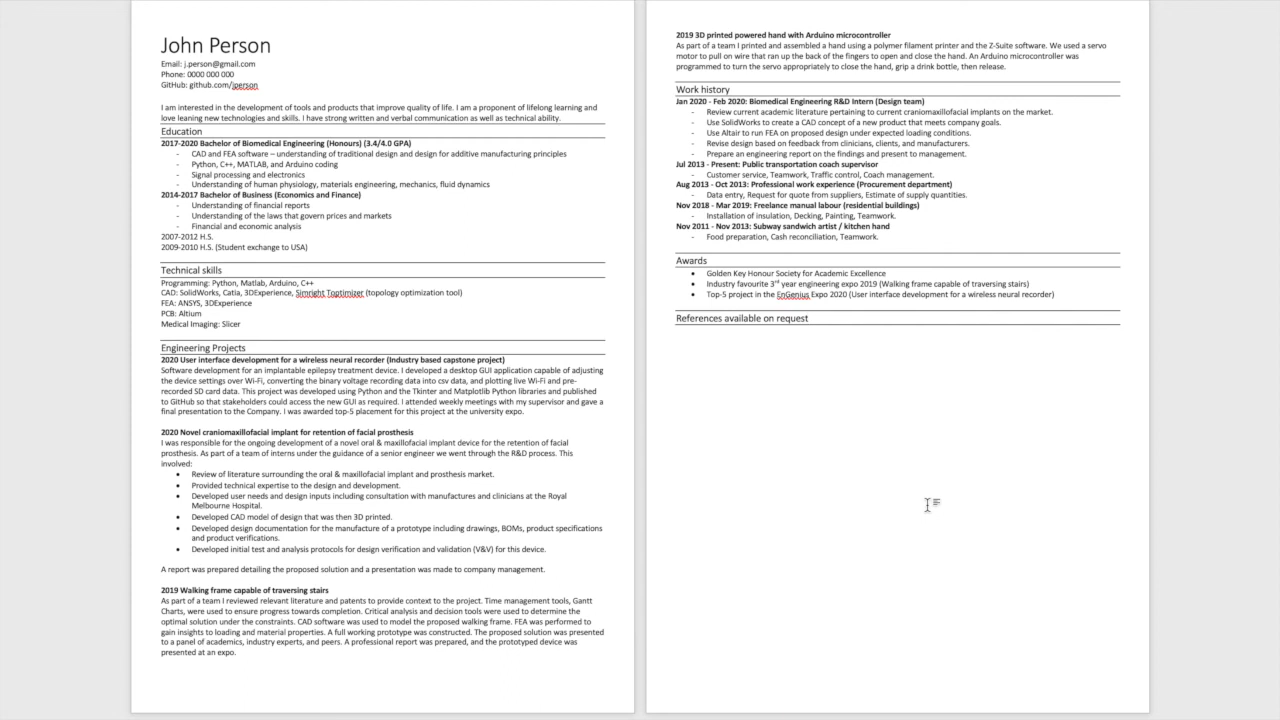 John Person
Email: j.person@gmail.com
Phone: 0000 000 000
GitHub: github.com/jperson
I am interested in the development of tools and products that improve quality of life. I am a proponent of lifelong learning and
love leaning new technologies and skills. I have strong written and verbal communication as well as technical ability.
Education
2017-2020 Bachelor of Biomedical Engineering (Honours) (3.4/4.0 GPA)
- CAD and FEA software – understanding of traditional design and design for additive manufacturing principles
- Python, C++, MATLAB, and Arduino coding
- Signal processing and electronics
- Understanding of human physiology, materials engineering, mechanics, fluid dynamics
2014-2017 Bachelor of Business (Economics and Finance)
- Understanding of financial reports
- Understanding of the laws that govern prices and markets
- Financial and economic analysis
2007-2012 H.S.
2009-2010 H.S. (Student exchange to USA)
Technical skills
Programming: Python, Matlab, Arduino, C++
CAD: SolidWorks, Catia, 3DExperience, Simright Toptimizer (topology optimization tool)
FEA: ANSYS, 3DExperience
PCB: Altium
Medical Imaging: Slicer
Engineering Projects
2020 User interface development for a wireless neural recorder (Industry based capstone project)
Software development for an implantable epilepsy treatment device. I developed a desktop GUI application capable of adjusting
the device settings over Wi-Fi, converting the binary voltage recording data into csv data, and plotting live Wi-Fi and pre-
recorded SD card data. This project was developed using Python and the Tkinter and Matplotlib Python libraries and published
to GitHub so that stakeholders could access the new GUI as required. I attended weekly meetings with my supervisor and gave a
final presentation to the Company. I was awarded top-5 placement for this project at the university expo.
2020 Novel craniomaxillofacial implant for retention of facial prosthesis
I was responsible for the ongoing development of a novel oral & maxillofacial implant device for the retention of facial
prosthesis. As part of a team of interns under the guidance of a senior engineer we went through the R&D process. This
involved:
• Review of literature surrounding the oral & maxillofacial implant and prosthesis market.
• Provided technical expertise to the design and development.
• Developed user needs and design inputs including consultation with manufactures and clinicians at the Royal
Melbourne Hospital.
• Developed CAD model of design that was then 3D printed.
• Developed design documentation for the manufacture of a prototype including drawings, BOMs, product specifications
and product verifications.
• Developed initial test and analysis protocols for design verification and validation (V&V) for this device.
A report was prepared detailing the proposed solution and a presentation was made to company management.
2019 Walking frame capable of traversing stairs
As part of a team I reviewed relevant literature and patents to provide context to the project. Time management tools, Gantt
Charts, were used to ensure progress towards completion. Critical analysis and decision tools were used to determine the
optimal solution under the constraints. CAD software was used to model the proposed walking frame. FEA was performed to
gain insights to loading and material properties. A full working prototype was constructed. The proposed solution was presented
to a panel of academics, industry experts, and peers. A professional report was prepared, and the prototyped device was
presented at an expo.
2019 3D printed powered hand with Arduino microcontroller
As part of a team I printed and assembled a hand using a polymer filament printer and the Z-Suite software. We used a servo
motor to pull on wire that ran up the back of the fingers to open and close the hand. An Arduino microcontroller was
programmed to turn the servo appropriately to close the hand, grip a drink bottle, then release.
Work history
Jan 2020 - Feb 2020: Biomedical Engineering R&D Intern (Design team)
- Review current academic literature pertaining to current craniomaxillofacial implants on the market.
- Use SolidWorks to create a CAD concept of a new product that meets company goals.
- Use Altair to run FEA on proposed design under expected loading conditions.
- Revise design based on feedback from clinicians, clients, and manufacturers.
- Prepare an engineering report on the findings and present to management.
Jul 2013 - Present: Public transportation coach supervisor
- Customer service, Teamwork, Traffic control, Coach management.
Aug 2013 - Oct 2013: Professional work experience (Procurement department)
- Data entry, Request for quote from suppliers, Estimate of supply quantities.
Nov 2018 - Mar 2019: Freelance manual labour (residential buildings)
- Installation of insulation, Decking, Painting, Teamwork.
Nov 2011 - Nov 2013: Subway sandwich artist / kitchen hand
- Food preparation, Cash reconciliation, Teamwork.
Awards
• Golden Key Honour Society for Academic Excellence
• Industry favourite 3rd year engineering expo 2019 (Walking frame capable of traversing stairs)
• Top-5 project in the EnGenius Expo 2020 (User interface development for a wireless neural recorder)
References available on request